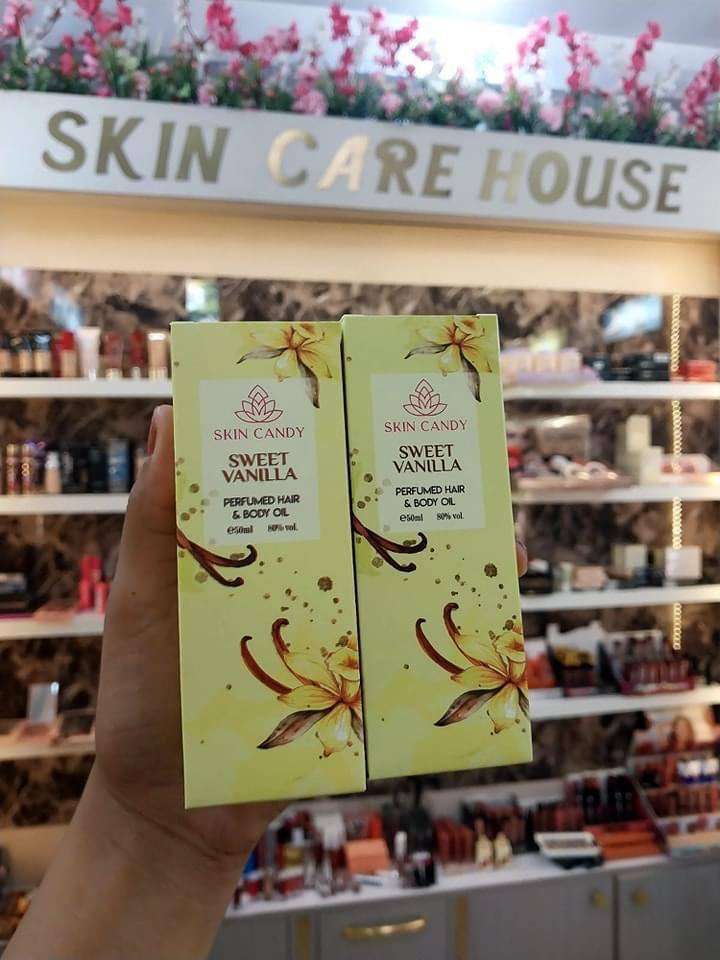 SKIN CARE HOUSE
SKIN CANDY
SWEET
VANILLA
PERFUMED HAIR
& BODY OIL
℮50ml 80% vol.
SKIN CANDY
SWEET
VANILLA
PERFUMED HAIR
& BODY OIL
℮50ml 80% vol.